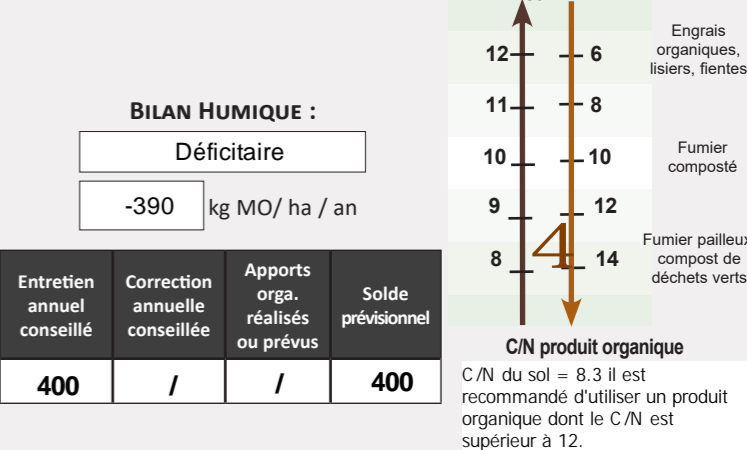 BILAN HUMIQUE :
Déficitaire
-390 kg MO/ ha / an
Entretien
annuel
conseillé
Correction
annuelle
conseillée
Apports
orga.
réalisés
ou prévus
Solde
prévisionnel
400
/
/
400
12
6
Engrais
organiques,
lisiers, fientes
11
8
10
10
Fumier
composté
9
12
8
4
14
Fumier pailleux
compost de
déchets verts
C/N produit organique
C/N du sol = 8.3 il est
recommandé d'utiliser un produit
organique dont le C/N est
supérieur à 12.